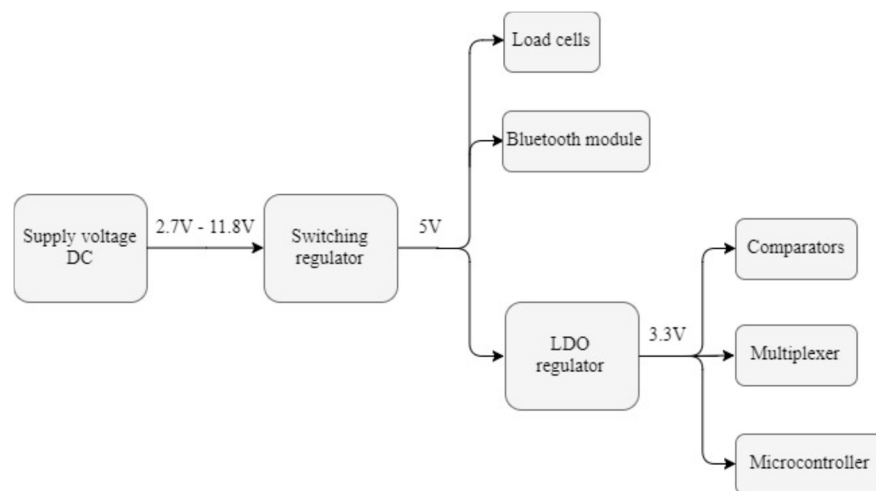 Load cells
Bluetooth module
Supply voltage
DC
2.7V - 11.8V
Switching
regulator
5V
Comparators
LDO
regulator
3.3V
Multiplexer
Microcontroller